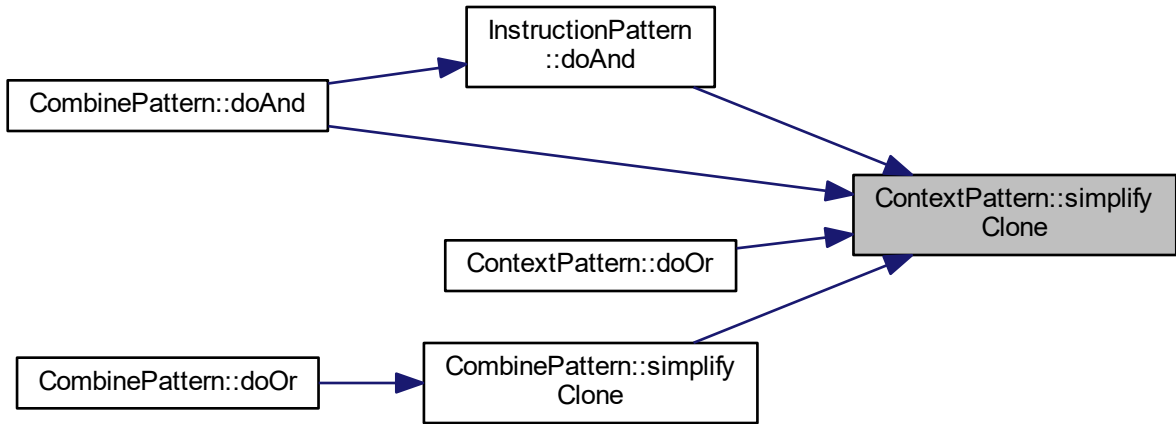 InstructionPattern
::doAnd
CombinePattern::doAnd
ContextPattern::simplify
Clone
ContextPattern::doOr
CombinePattern::simplify
Clone
CombinePattern::doOr